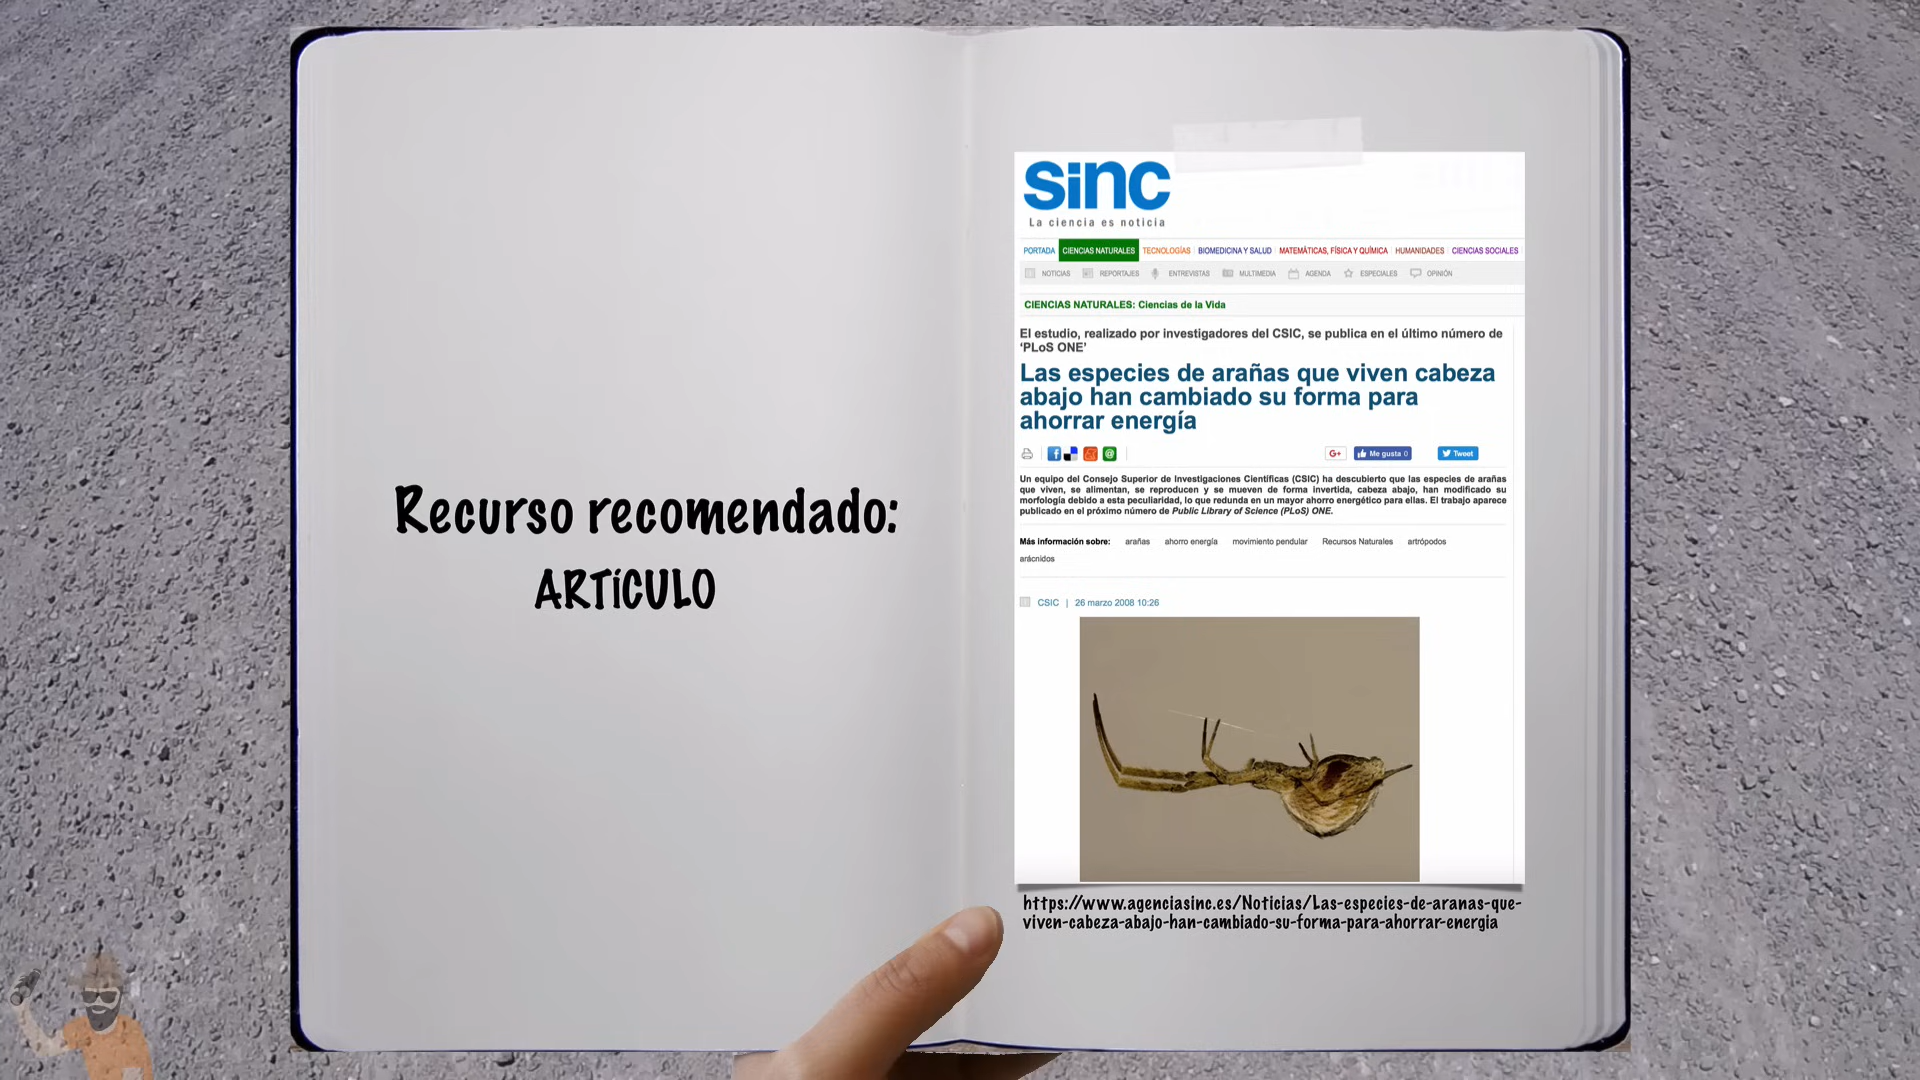 Recurso recomendado:
ARTíCULO
sinc
La ciencia es noticia
PORTADA CIENCIAS NATURALES TECNOLOGÍAS BIOMEDICINA Y SALUD MATEMÁTICAS, FÍSICA Y QUÍMICA HUMANIDADES CIENCIAS SOCIALES
NOTICIAS REPORTAJES ENTREVISTAS MULTIMEDIA AGENDA ESPECIALES OPINIÓN
CIENCIAS NATURALES: Ciencias de la Vida
El estudio, realizado por investigadores del CSIC, se publica en el último número de
‘PLoS ONE’
Las especies de arañas que viven cabeza
abajo han cambiado su forma para
ahorrar energía
G+ Me gusta 0 Tweet
Un equipo del Consejo Superior de Investigaciones Científicas (CSIC) ha descubierto que las especies de arañas
que viven, se alimentan, se reproducen y se mueven de forma invertida, cabeza abajo, han modificado su
morfología debido a esta peculiaridad, lo que redunda en un mayor ahorro energético para ellas. El trabajo aparece
publicado en el próximo número de Public Library of Science (PLoS) ONE.
Más información sobre: arañas ahorro energía movimiento pendular Recursos Naturales artrópodos
arácnidos
CSIC | 26 marzo 2008 10:26
https://www.agenciasinc.es/Noticias/Las-especies-de-aranas-que-
viven-cabeza-abajo-han-cambiado-su-forma-para-ahorrar-energia